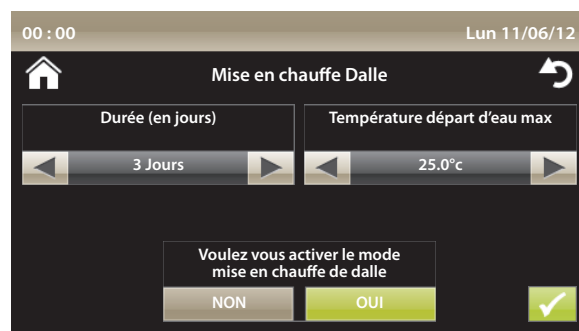 00 : 00 Lun 11/06/12
Mise en chauffe Dalle
Durée (en jours) Température départ d'eau max
3 Jours 25.0°c
Voulez vous activer le mode
mise en chauffe de dalle
NON OUI